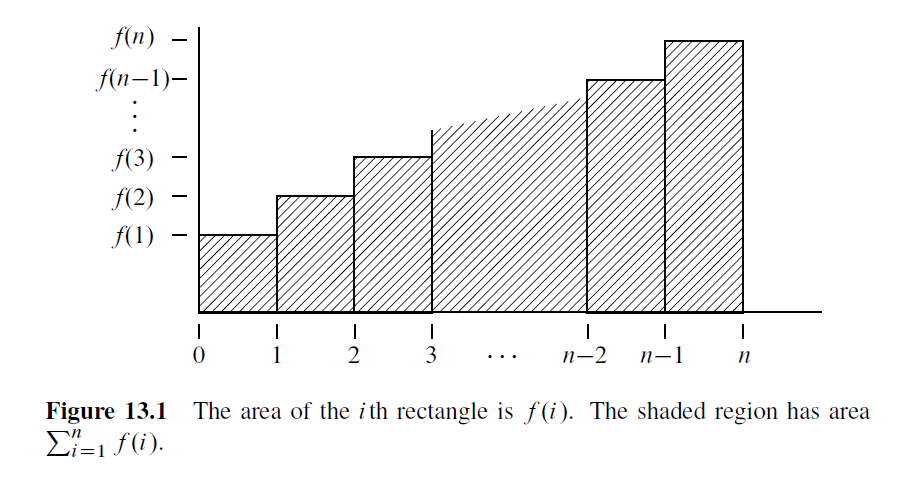 f(n)
f(n−1)
⋮
f(3)
f(2)
f(1)
0 1 2 3 ··· n−2 n−1 n
Figure 13.1 The area of the ith rectangle is f(i). The shaded region has area
∑ⁿᵢ₌₁ f(i).